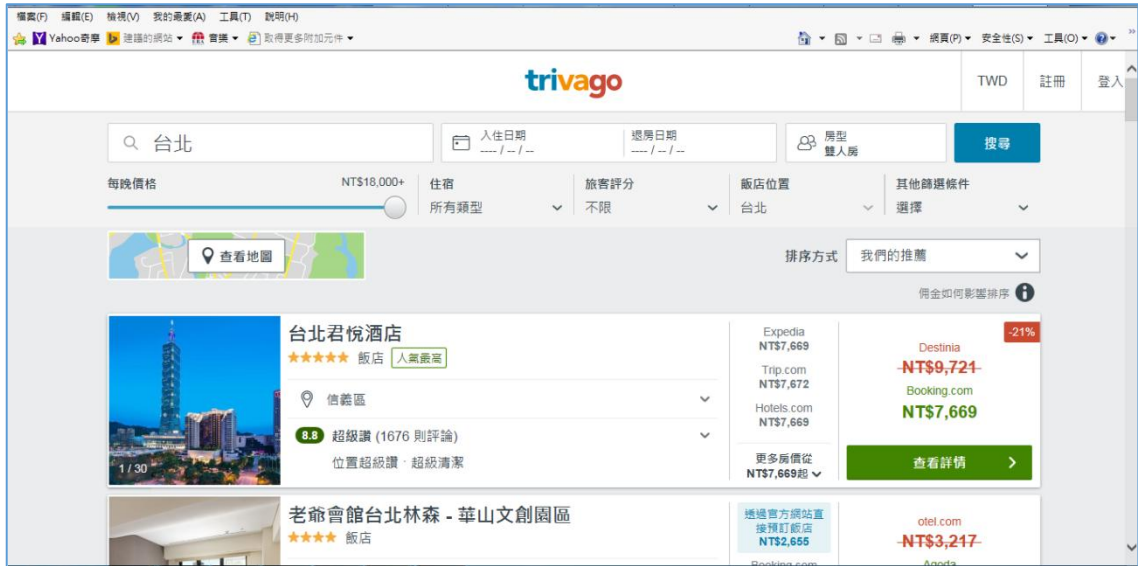 檔案(F) 編輯(E) 檢視(V) 我的最愛(A) 工具(T) 說明(H)
Yahoo奇摩 建議的網站 音樂 取得更多附加元件 網頁(P) 安全性(S) 工具(O) »
trivago TWD 註冊 登入
台北 入住日期 退房日期 房型 搜尋
---- / -- / -- ---- / -- / -- 雙人房
每晚價格 NT$18,000+ 住宿 旅客評分 飯店位置 其他篩選條件
所有類型 不限 台北 選擇
查看地圖 排序方式 我們的推薦
佣金如何影響排序
台北君悅酒店
飯店 人氣最高
信義區
8.8 超級讚 (1676 則評論)
位置超級讚 · 超級清潔
1 / 30
Expedia
NT$7,669
Trip.com
NT$7,672
Hotels.com
NT$7,669
更多房價從
NT$7,669起
-21%
Destinia
NT$9,721
Booking.com
NT$7,669
查看詳情
老爺會館台北林森 - 華山文創園區
飯店
透過官方網站直
接預訂飯店
NT$2,655
Booking.com
otel.com
NT$3,217
Agoda